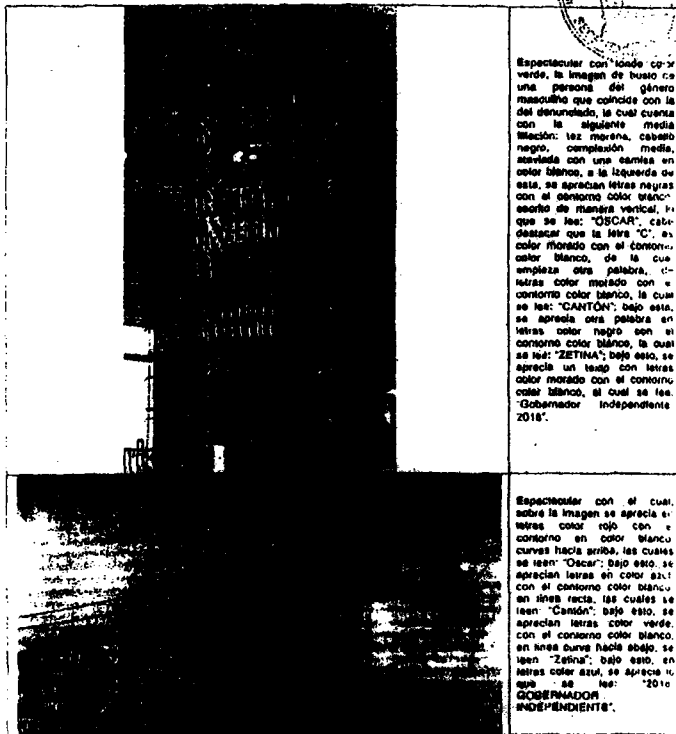 Espectacular con fondo color
verde, la imagen de busto de
una persona del género
masculino que coincide con la
del denunciado, la cual cuenta
con la siguiente media
filiación: tez morena, cabello
negro, complexión media,
ataviada con una camisa en
color blanco, a la izquierda de
esta, se aprecian letras negras
con el contorno color blanco
escrito de manera vertical, lo
que se lee: "OSCAR", cabe
destacar que la letra "C", es
color morado con el contorno
color blanco, de la cual
empieza otra palabra, de
letras color morado con el
contorno color blanco, la cual
se lee: "CANTÓN"; bajo esta,
se aprecia otra palabra en
letras color negro con el
contorno color blanco, la cual
se lee: "ZETINA"; bajo esto, se
aprecia un texto con letras
color morado con el contorno
color blanco, el cual se lee:
"Gobernador Independiente
2018".
Espectacular con el cual,
sobre la imagen se aprecia en
letras color rojo con el
contorno en color blanco
curvas hacia arriba, las cuales
se leen: "Oscar"; bajo esto, se
aprecian letras en color azul
con el contorno color blanco
en línea recta, las cuales se
leen: "Cantón"; bajo esto, se
aprecian letras color verde,
con el contorno color blanco,
en línea curva hacia abajo, se
leen "Zetina"; bajo esto, en
letras color azul, se aprecia lo
que se lee: "2018
GOBERNADOR
INDEPENDIENTE".